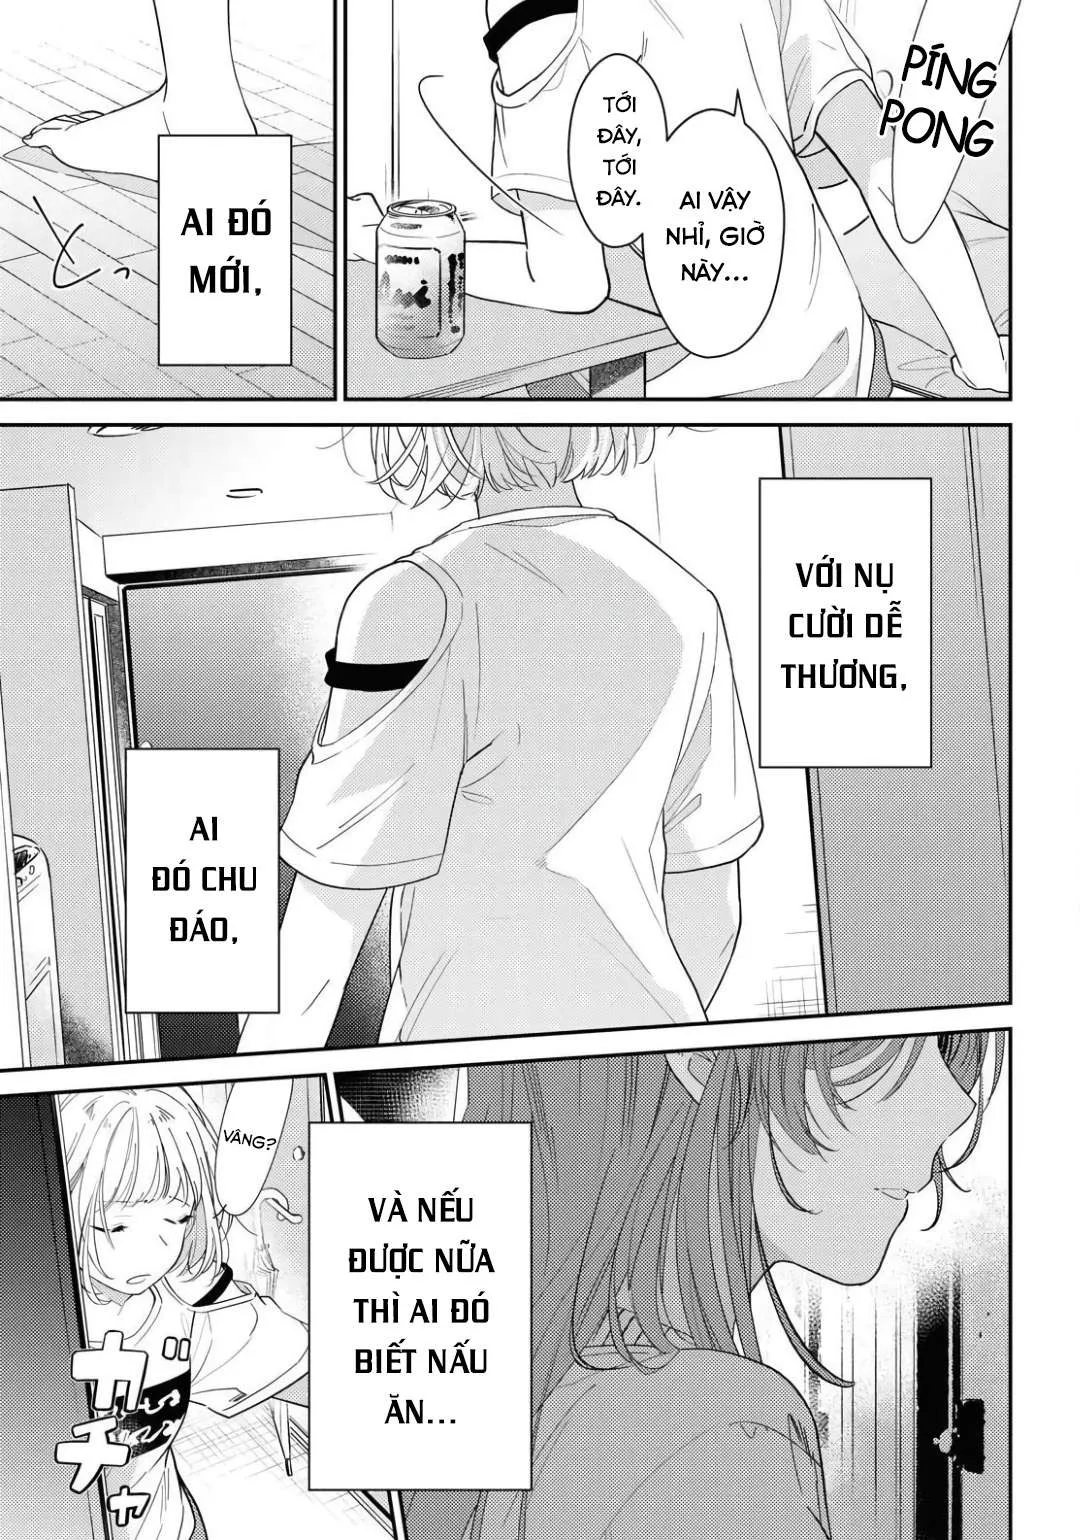 PÍNG
PONG
AI VẬY
NHỈ, GIỜ
NÀY...
TỚI
ĐÂY,
TỚI
ĐÂY.
AI ĐÓ
MỚI,
と
VỚI NỤ
CƯỜI DỄ
THƯƠNG,
AI
ĐÓ CHU
ĐÁO,
VÀ NẾU
ĐƯỢC NỮA
THÌ AI ĐÓ
BIẾT NẤU
ĂN...
VÂNG?
ガチャ